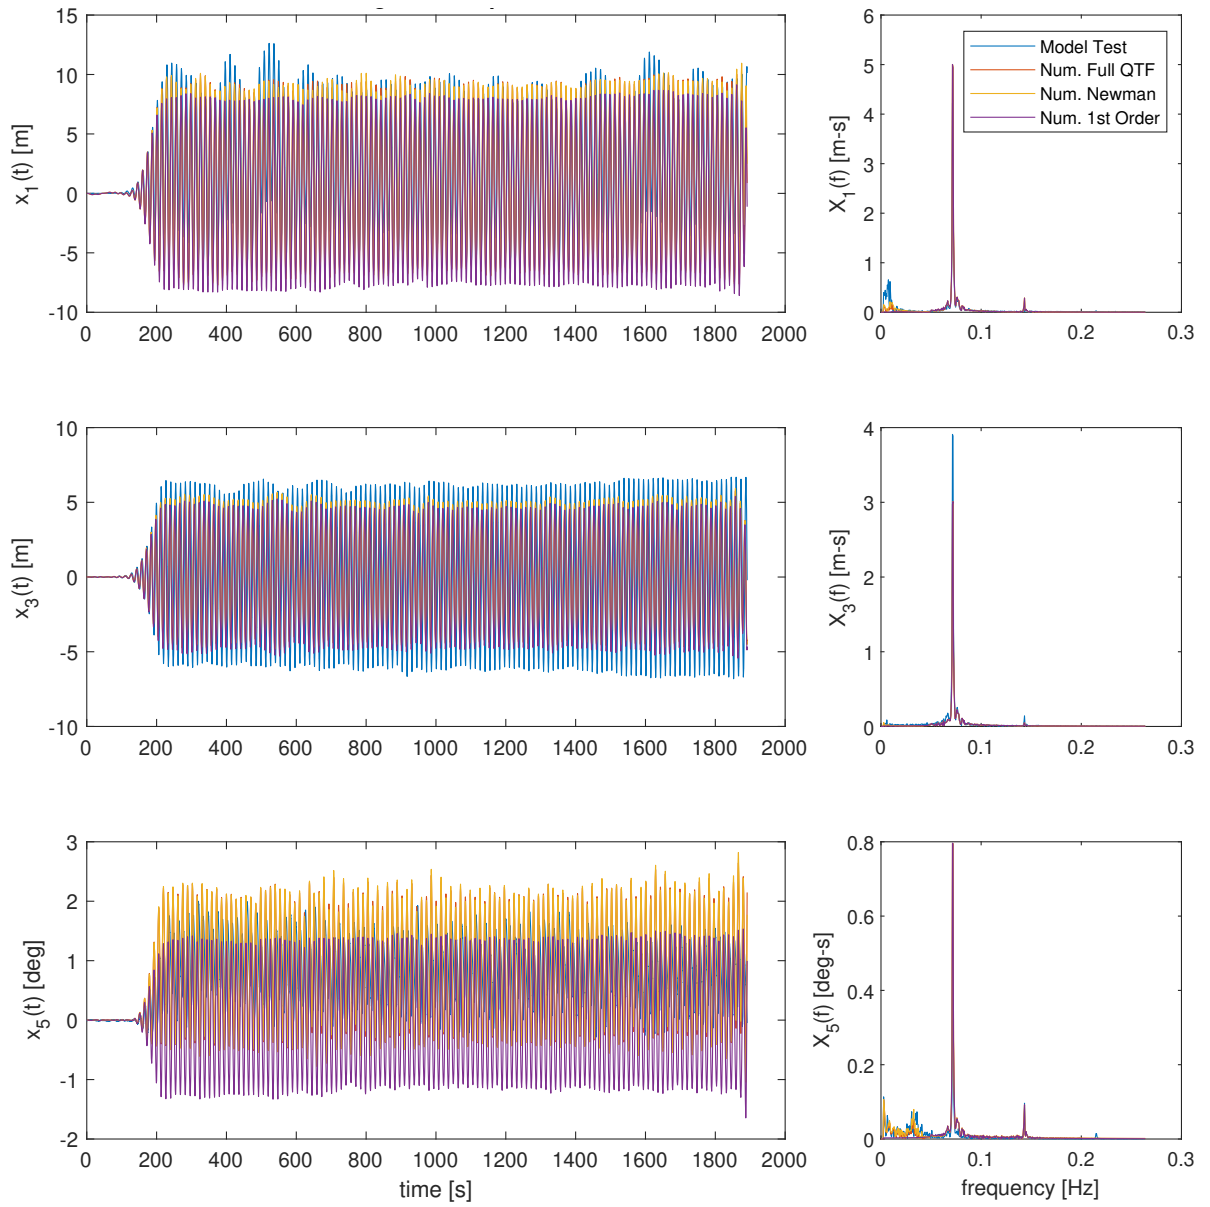 15
10
5
0
-5
-10
x1(t) [m]
0 200 400 600 800 1000 1200 1400 1600 1800 2000
6
5
4
3
2
1
0
X1(f) [m-s]
0 0.1 0.2 0.3
Model Test
Num. Full QTF
Num. Newman
Num. 1st Order
10
5
0
-5
-10
x3(t) [m]
0 200 400 600 800 1000 1200 1400 1600 1800 2000
4
3
2
1
0
X3(f) [m-s]
0 0.1 0.2 0.3
3
2
1
0
-1
-2
x5(t) [deg]
0 200 400 600 800 1000 1200 1400 1600 1800 2000
time [s]
0.8
0.6
0.4
0.2
0
X5(f) [deg-s]
0 0.1 0.2 0.3
frequency [Hz]